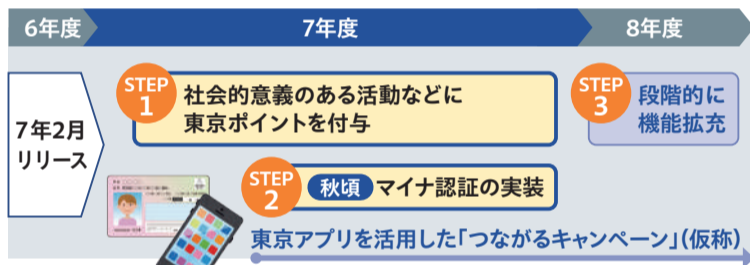 6年度
7年度
8年度
7年2月
リリース
STEP
1
社会的意義のある活動などに
東京ポイントを付与
STEP
2
秋頃
マイナ認証の実装
STEP
3
段階的に
機能拡充
東京アプリを活用した「つながるキャンペーン」(仮称)